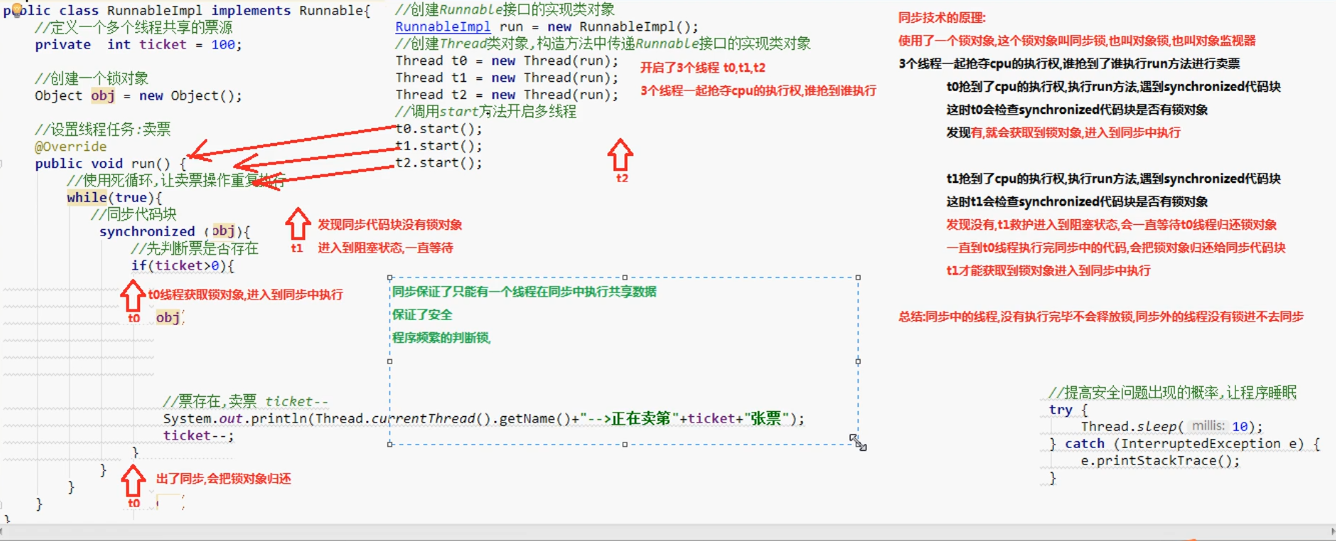 public class RunnableImpl implements Runnable{
//定义一个多个线程共享的票源
private int ticket = 100;
//创建一个锁对象
Object obj = new Object();
//设置线程任务:卖票
@Override
public void run() {
//使用死循环,让卖票操作重复执行
while(true){
//同步代码块
synchronized (obj){
//先判断票是否存在
if(ticket>0){
t0线程获取锁对象,进入到同步中执行
t0
obj
//票存在,卖票 ticket--
System.out.println(Thread.currentThread().getName()+"-->正在卖第"+ticket+"张票");
ticket--;
}
}
出了同步,会把锁对象归还
t0
}
}
}
//创建Runnable接口的实现类对象
RunnableImpl run = new RunnableImpl();
//创建Thread类对象,构造方法中传递Runnable接口的实现类对象
Thread t0 = new Thread(run);
Thread t1 = new Thread(run);
Thread t2 = new Thread(run);
//调用start方法开启多线程
t0.start();
t1.start();
t2.start();
开启了3个线程 t0,t1,t2
3个线程一起抢夺cpu的执行权,谁抢到谁执行
t2
发现同步代码块没有锁对象
t1
进入到阻塞状态,一直等待
同步保证了只能有一个线程在同步中执行共享数据
保证了安全
程序频繁的判断锁,
同步技术的原理:
使用了一个锁对象,这个锁对象叫同步锁,也叫对象锁,也叫对象监视器
3个线程一起抢夺cpu的执行权,谁抢到了谁执行run方法进行卖票
t0抢到了cpu的执行权,执行run方法,遇到synchronized代码块
这时t0会检查synchronized代码块是否有锁对象
发现有,就会获取到锁对象,进入到同步中执行
t1抢到了cpu的执行权,执行run方法,遇到synchronized代码块
这时t1会检查synchronized代码块是否有锁对象
发现没有,t1救护进入到阻塞状态,会一直等待t0线程归还锁对象
一直到t0线程执行完同步中的代码,会把锁对象归还给同步代码块
t1才能获取到锁对象进入到同步中执行
总结:同步中的线程,没有执行完毕不会释放锁,同步外的线程没有锁进不去同步
//提高安全问题出现的概率,让程序睡眠
try {
Thread.sleep( millis: 10);
} catch (InterruptedException e) {
e.printStackTrace();
}